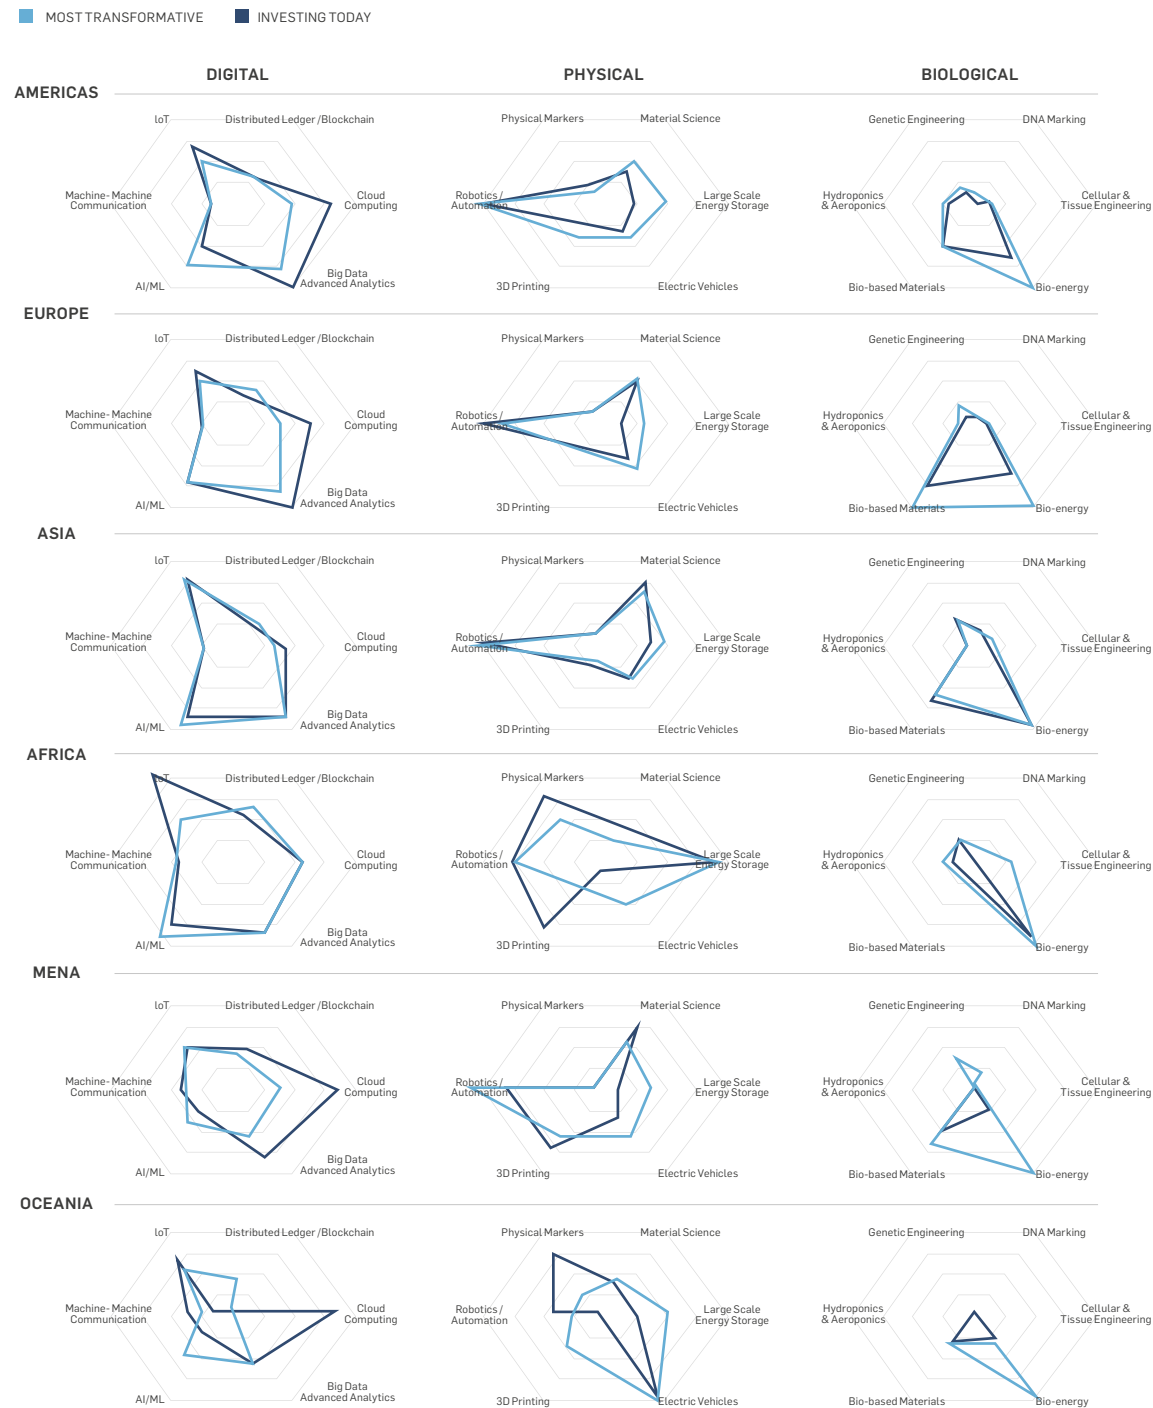 MOST TRANSFORMATIVE
INVESTING TODAY
DIGITAL
PHYSICAL
BIOLOGICAL
AMERICAS
IoT
Distributed Ledger /Blockchain
Machine- Machine
Communication
Cloud
Computing
AI/ML
Big Data
Advanced Analytics
Physical Markers
Material Science
Robotics /
Automation
Large Scale
Energy Storage
3D Printing
Electric Vehicles
Genetic Engineering
DNA Marking
Hydroponics
& Aeroponics
Cellular &
Tissue Engineering
Bio-based Materials
Bio-energy
EUROPE
IoT
Distributed Ledger /Blockchain
Machine- Machine
Communication
Cloud
Computing
AI/ML
Big Data
Advanced Analytics
Physical Markers
Material Science
Robotics /
Automation
Large Scale
Energy Storage
3D Printing
Electric Vehicles
Genetic Engineering
DNA Marking
Hydroponics
& Aeroponics
Cellular &
Tissue Engineering
Bio-based Materials
Bio-energy
ASIA
IoT
Distributed Ledger /Blockchain
Machine- Machine
Communication
Cloud
Computing
AI/ML
Big Data
Advanced Analytics
Physical Markers
Material Science
Robotics /
Automation
Large Scale
Energy Storage
3D Printing
Electric Vehicles
Genetic Engineering
DNA Marking
Hydroponics
& Aeroponics
Cellular &
Tissue Engineering
Bio-based Materials
Bio-energy
AFRICA
IoT
Distributed Ledger /Blockchain
Machine- Machine
Communication
Cloud
Computing
AI/ML
Big Data
Advanced Analytics
Physical Markers
Material Science
Robotics /
Automation
Large Scale
Energy Storage
3D Printing
Electric Vehicles
Genetic Engineering
DNA Marking
Hydroponics
& Aeroponics
Cellular &
Tissue Engineering
Bio-based Materials
Bio-energy
MENA
IoT
Distributed Ledger /Blockchain
Machine- Machine
Communication
Cloud
Computing
AI/ML
Big Data
Advanced Analytics
Physical Markers
Material Science
Robotics /
Automation
Large Scale
Energy Storage
3D Printing
Electric Vehicles
Genetic Engineering
DNA Marking
Hydroponics
& Aeroponics
Cellular &
Tissue Engineering
Bio-based Materials
Bio-energy
OCEANIA
IoT
Distributed Ledger /Blockchain
Machine- Machine
Communication
Cloud
Computing
AI/ML
Big Data
Advanced Analytics
Physical Markers
Material Science
Robotics /
Automation
Large Scale
Energy Storage
3D Printing
Electric Vehicles
Genetic Engineering
DNA Marking
Hydroponics
& Aeroponics
Cellular &
Tissue Engineering
Bio-based Materials
Bio-energy